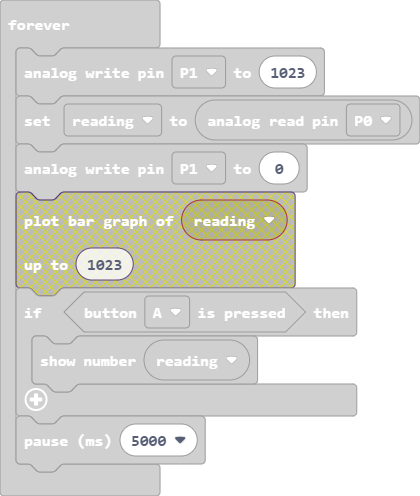 forever
analog write pin P1 to 1023
set reading to analog read pin P0
analog write pin P1 to 0
plot bar graph of reading
up to 1023
if button A is pressed then
show number reading
pause (ms) 5000